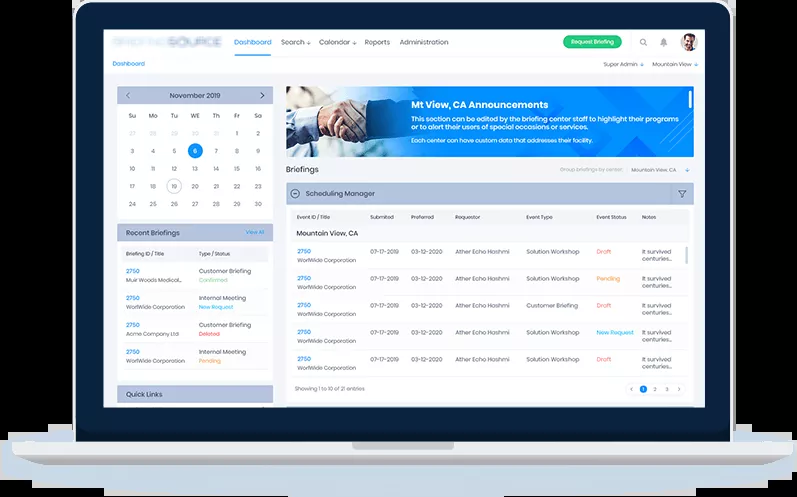 SOURCE
Dashboard Search Calendar Reports Administration
Request Briefing
Dashboard
Super Admin Mountain View
November 2019
Su Mo Tu WE Th Fr Sa
27 28 29 30 31 1 2
3 4 5 6 7 8 9
10 11 12 13 14 15 16
17 18 19 20 21 22 23
24 25 26 27 28 29 30
Recent Briefings View All
Briefing ID / Title Type / Status
2750 Customer Briefing
Muir Woods Medical... Confirmed
2750 Internal Meeting
WorlWide Corporation New Request
2750 Customer Briefing
Acme Company Ltd Deleted
2750 Internal Meeting
WorlWide Corporation Pending
Quick Links
Mt View, CA Announcements
This section can be edited by the briefing center staff to highlight their programs
or to alert their users of special occasions or services.
Each center can have custom data that addresses their facility.
Briefings
Group briefings by center: Mountain View, CA
Scheduling Manager
Event ID / Title Submited Preferred Requestor Event Type Event Status Notes
Mountain View, CA
2750 07-17-2019 03-12-2020 Ather Echo Hashmi Solution Workshop Draft It survived
WorlWide Corporation centuries...
2750 07-17-2019 03-12-2020 Ather Echo Hashmi Solution Workshop Pending It survived
WorlWide Corporation centuries...
2750 07-17-2019 03-12-2020 Ather Echo Hashmi Customer Briefing Draft It survived
WorlWide Corporation centuries...
2750 07-17-2019 03-12-2020 Ather Echo Hashmi Solution Workshop New Request It survived
WorlWide Corporation centuries...
2750 07-17-2019 03-12-2020 Ather Echo Hashmi Solution Workshop Draft It survived
WorlWide Corporation centuries...
Showing 1 to 10 of 21 entries
1 2 3